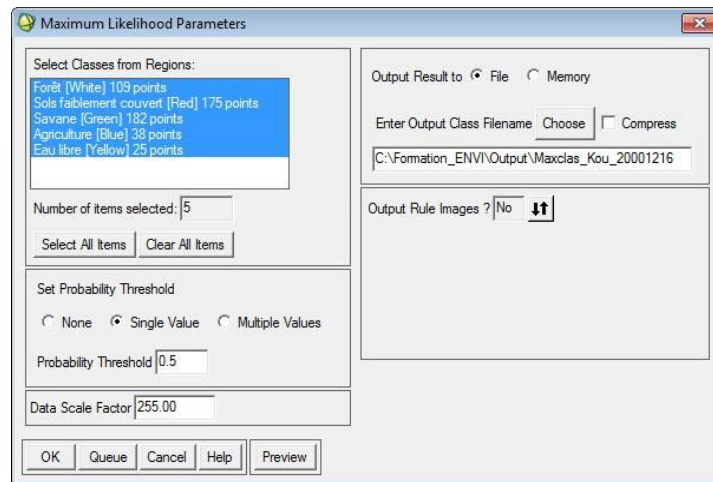 Maximum Likelihood Parameters
Select Classes from Regions:
Forêt [White] 109 points
Sols faiblement couvert [Red] 175 points
Savane [Green] 182 points
Agriculture [Blue] 38 points
Eau libre [Yellow] 25 points
Number of items selected: 5
Select All Items Clear All Items
Set Probability Threshold
None Single Value Multiple Values
Probability Threshold 0.5
Data Scale Factor 255.00
OK Queue Cancel Help Preview
Output Result to File Memory
Enter Output Class Filename Choose Compress
C:\Formation_ENVI\Output\Maxclas_Kou_20001216
Output Rule Images ? No